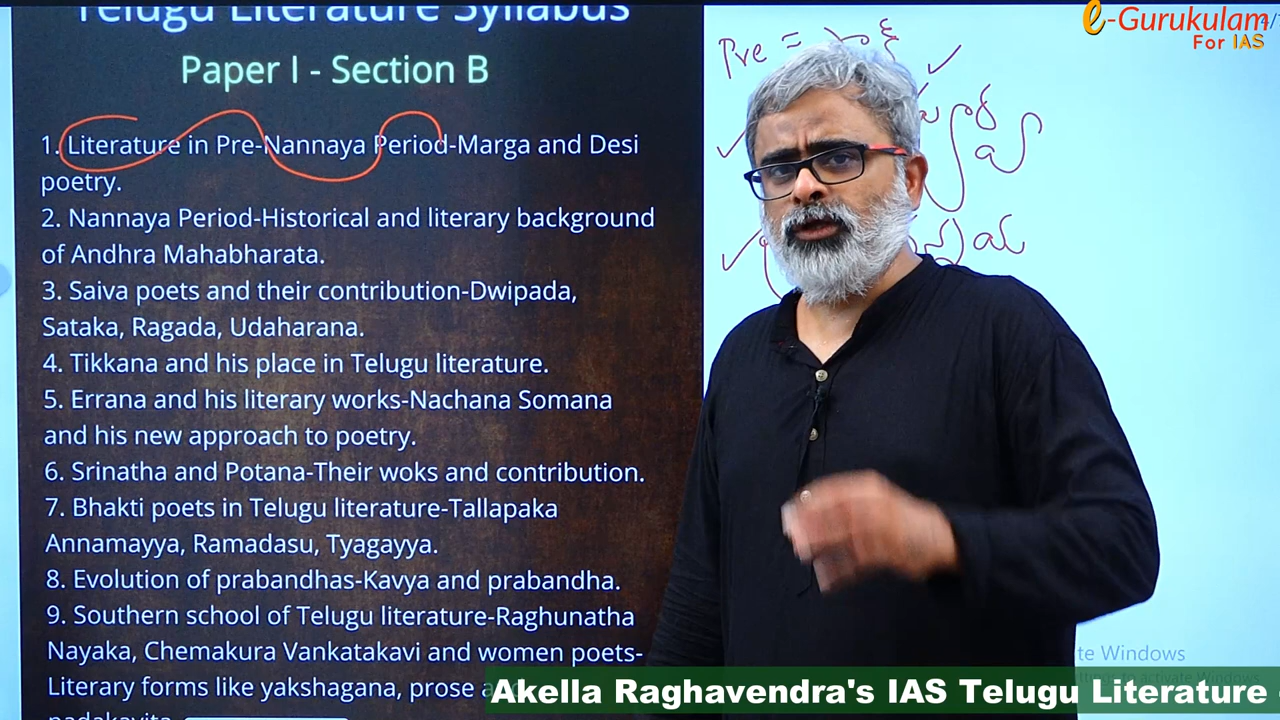 Telugu Literature Syllabus
Paper I - Section B
1. Literature in Pre-Nannaya Period-Marga and Desi
poetry.
2. Nannaya Period-Historical and literary background
of Andhra Mahabharata.
3. Saiva poets and their contribution-Dwipada,
Sataka, Ragada, Udaharana.
4. Tikkana and his place in Telugu literature.
5. Errana and his literary works-Nachana Somana
and his new approach to poetry.
6. Srinatha and Potana-Their woks and contribution.
7. Bhakti poets in Telugu literature-Tallapaka
Annamayya, Ramadasu, Tyagayya.
8. Evolution of prabandhas-Kavya and prabandha.
9. Southern school of Telugu literature-Raghunatha
Nayaka, Chemakura Vankatakavi and women poets-
Literary forms like yakshagana, prose
padakavita
Pre =
e-Gurukulam
For IAS
te Windows
Akella Raghavendra's IAS Telugu Literature